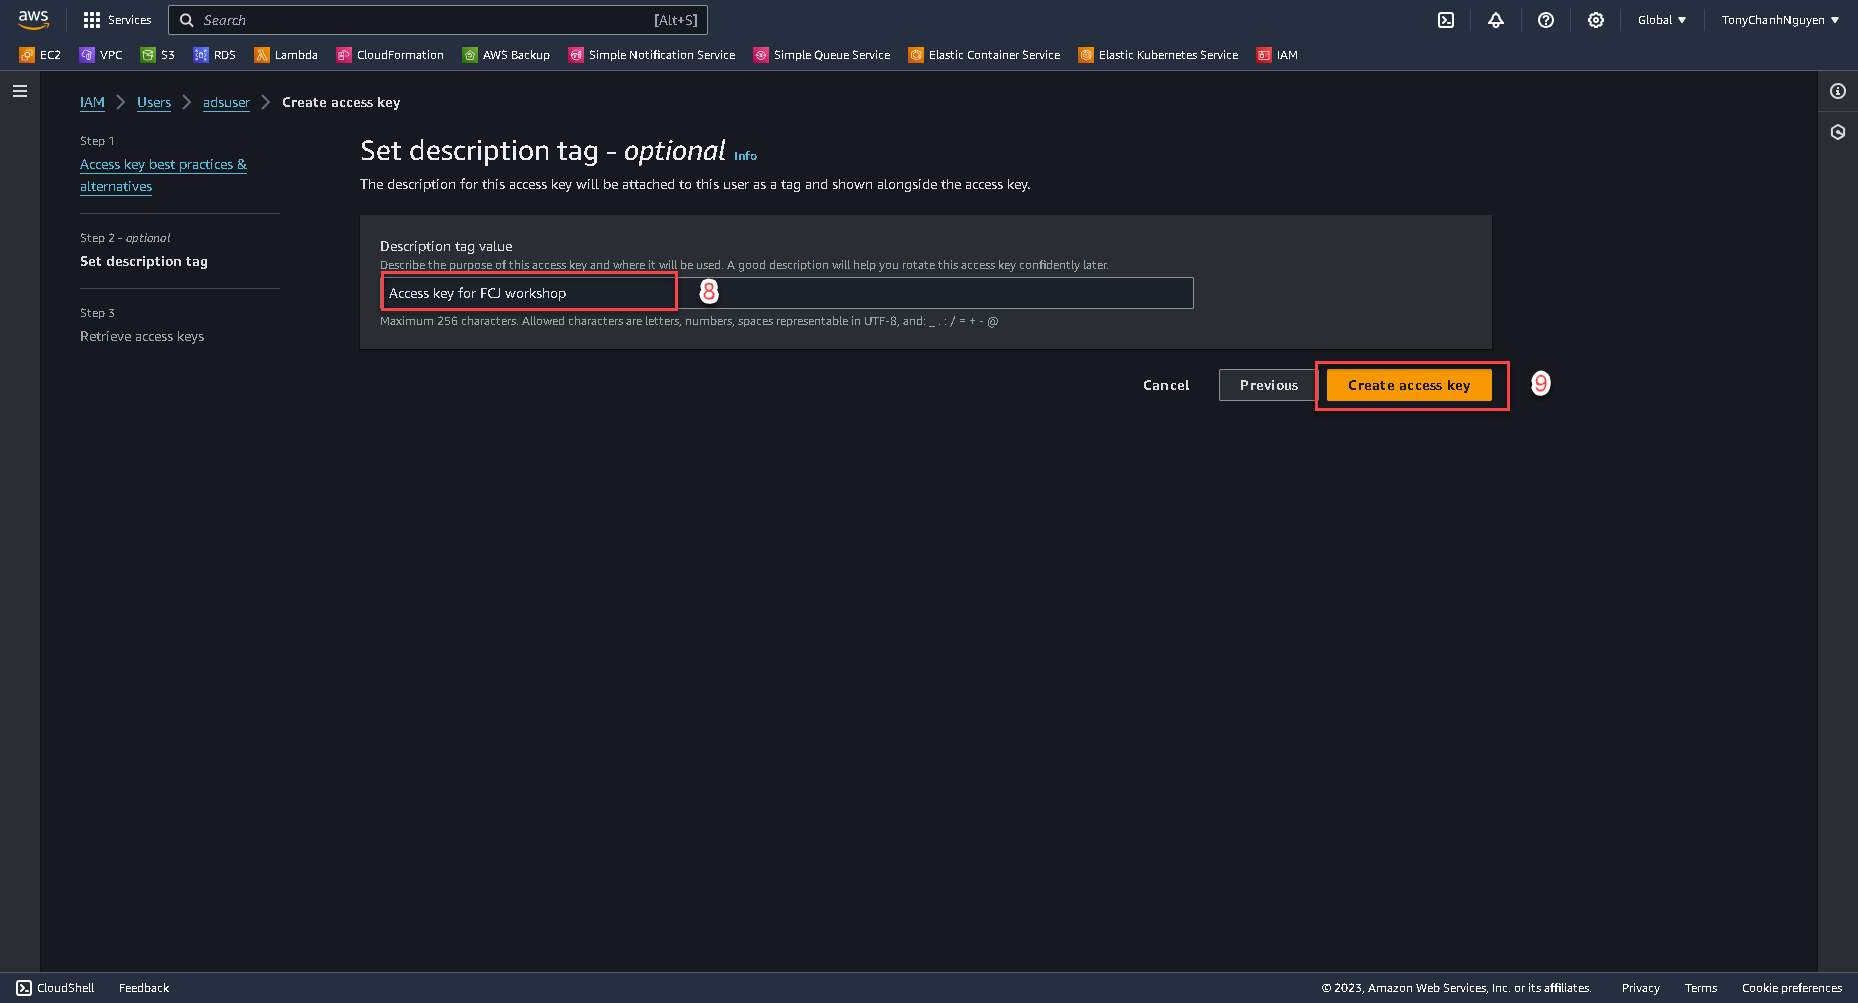 aws
Services
Search [Alt+S]
Global
TonyChanhNguyen
EC2 VPC S3 RDS Lambda CloudFormation AWS Backup Simple Notification Service Simple Queue Service Elastic Container Service Elastic Kubernetes Service IAM
IAM Users adsuser Create access key
Step 1
Access key best practices &
alternatives
Step 2 - optional
Set description tag
Step 3
Retrieve access keys
Set description tag - optional Info
The description for this access key will be attached to this user as a tag and shown alongside the access key.
Description tag value
Describe the purpose of this access key and where it will be used. A good description will help you rotate this access key confidently later.
Access key for FCJ workshop
8
Maximum 256 characters. Allowed characters are letters, numbers, spaces representable in UTF-8, and: _ . : / = + - @
Cancel Previous Create access key
9
CloudShell Feedback
© 2023, Amazon Web Services, Inc. or its affiliates. Privacy Terms Cookie preferences